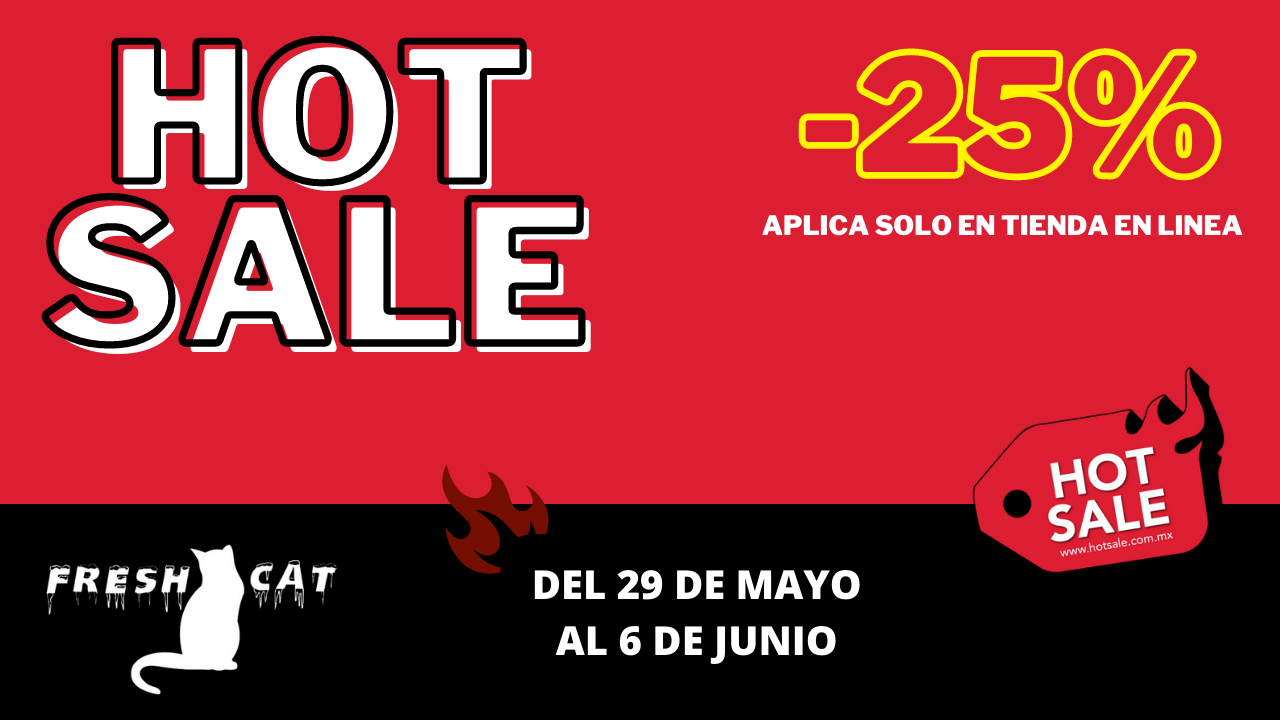 HOT
SALE
-25%
APLICA SOLO EN TIENDA EN LINEA
HOT
SALE
www.hotsale.com.mx
FRESH CAT
DEL 29 DE MAYO
AL 6 DE JUNIO